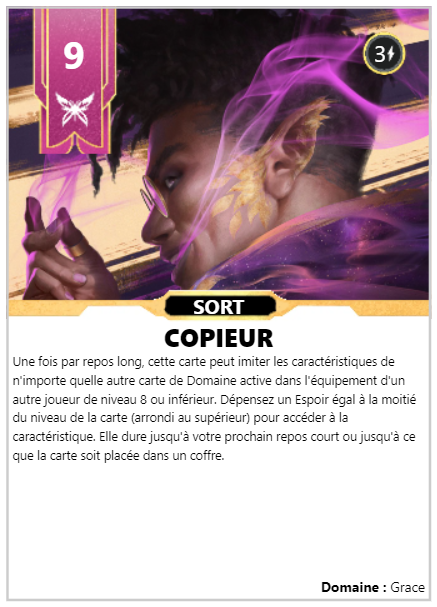 9
3
SORT
COPIEUR
Une fois par repos long, cette carte peut imiter les caractéristiques de
n'importe quelle autre carte de Domaine active dans l'équipement d'un
autre joueur de niveau 8 ou inférieur. Dépensez un Espoir égal à la moitié
du niveau de la carte (arrondi au supérieur) pour accéder à la
caractéristique. Elle dure jusqu'à votre prochain repos court ou jusqu'à ce
que la carte soit placée dans un coffre.
Domaine : Grace